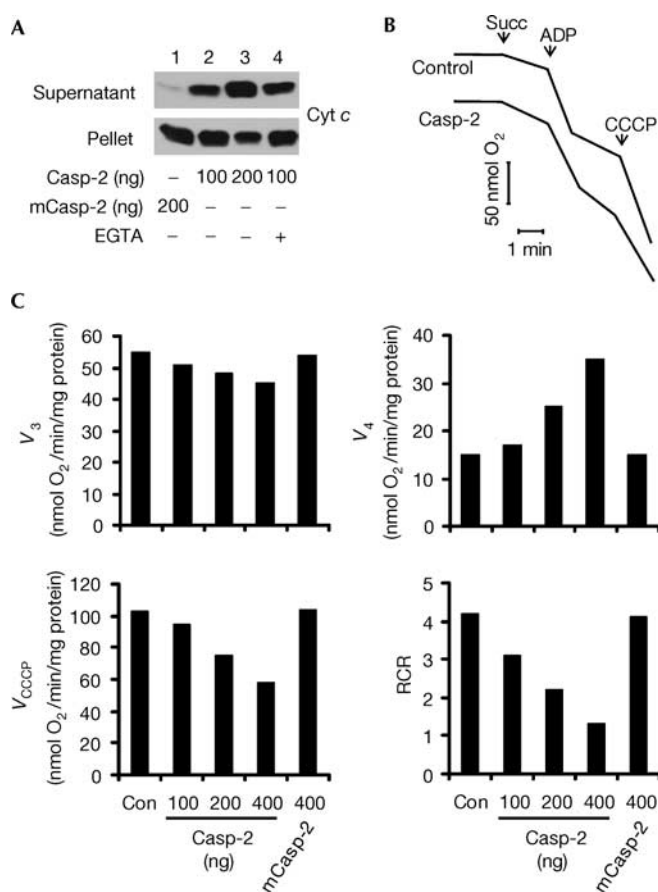 A
1 2 3 4
Supernatant
Cyt c
Pellet
Casp-2 (ng) – 100 200 100
mCasp-2 (ng) 200 – – –
EGTA – – – +
B
Succ
ADP
Control
Casp-2
CCCP
50 nmol O2
1 min
C
V3
(nmol O2/min/mg protein)
60
50
40
30
20
10
0
V4
(nmol O2/min/mg protein)
40
30
20
10
0
VCCCP
(nmol O2/min/mg protein)
120
100
80
60
40
20
0
Con 100 200 400 400
Casp-2
(ng)
mCasp-2
RCR
5
4
3
2
1
0
Con 100 200 400 400
Casp-2
(ng)
mCasp-2